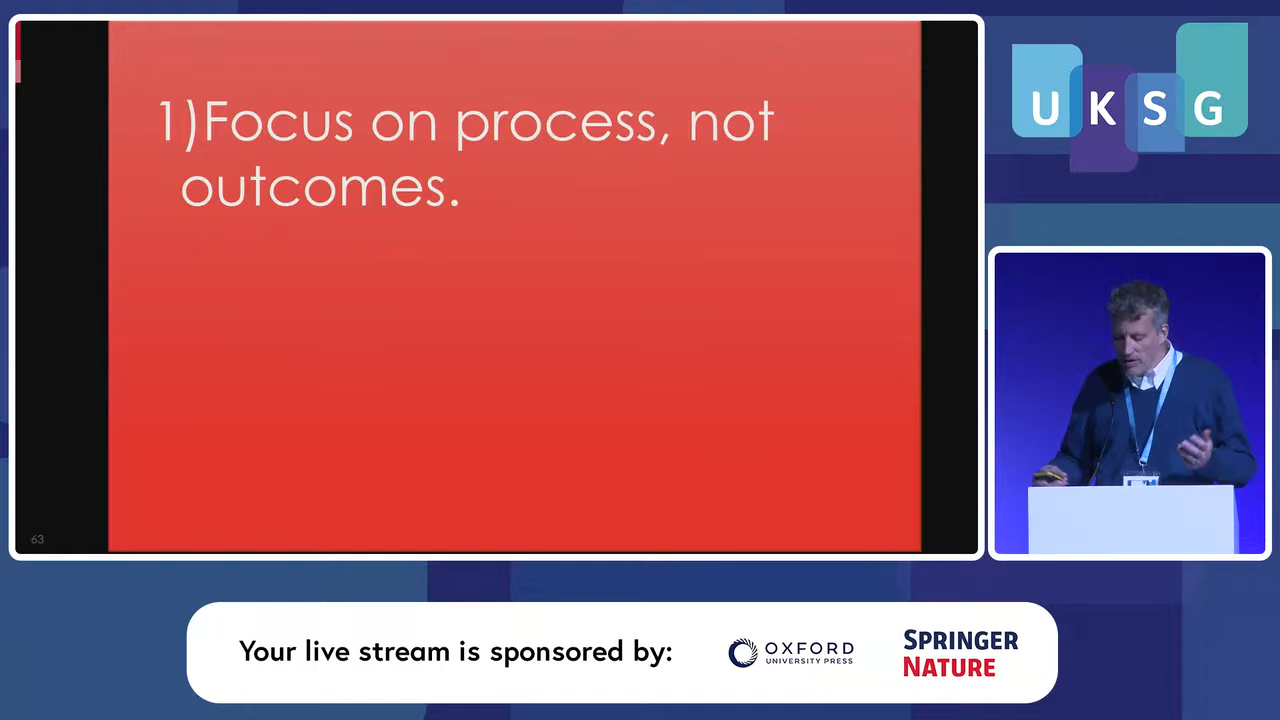 1)Focus on process, not
outcomes.
63
UKSG
Your live stream is sponsored by:
OXFORD
UNIVERSITY PRESS
SPRINGER
NATURE